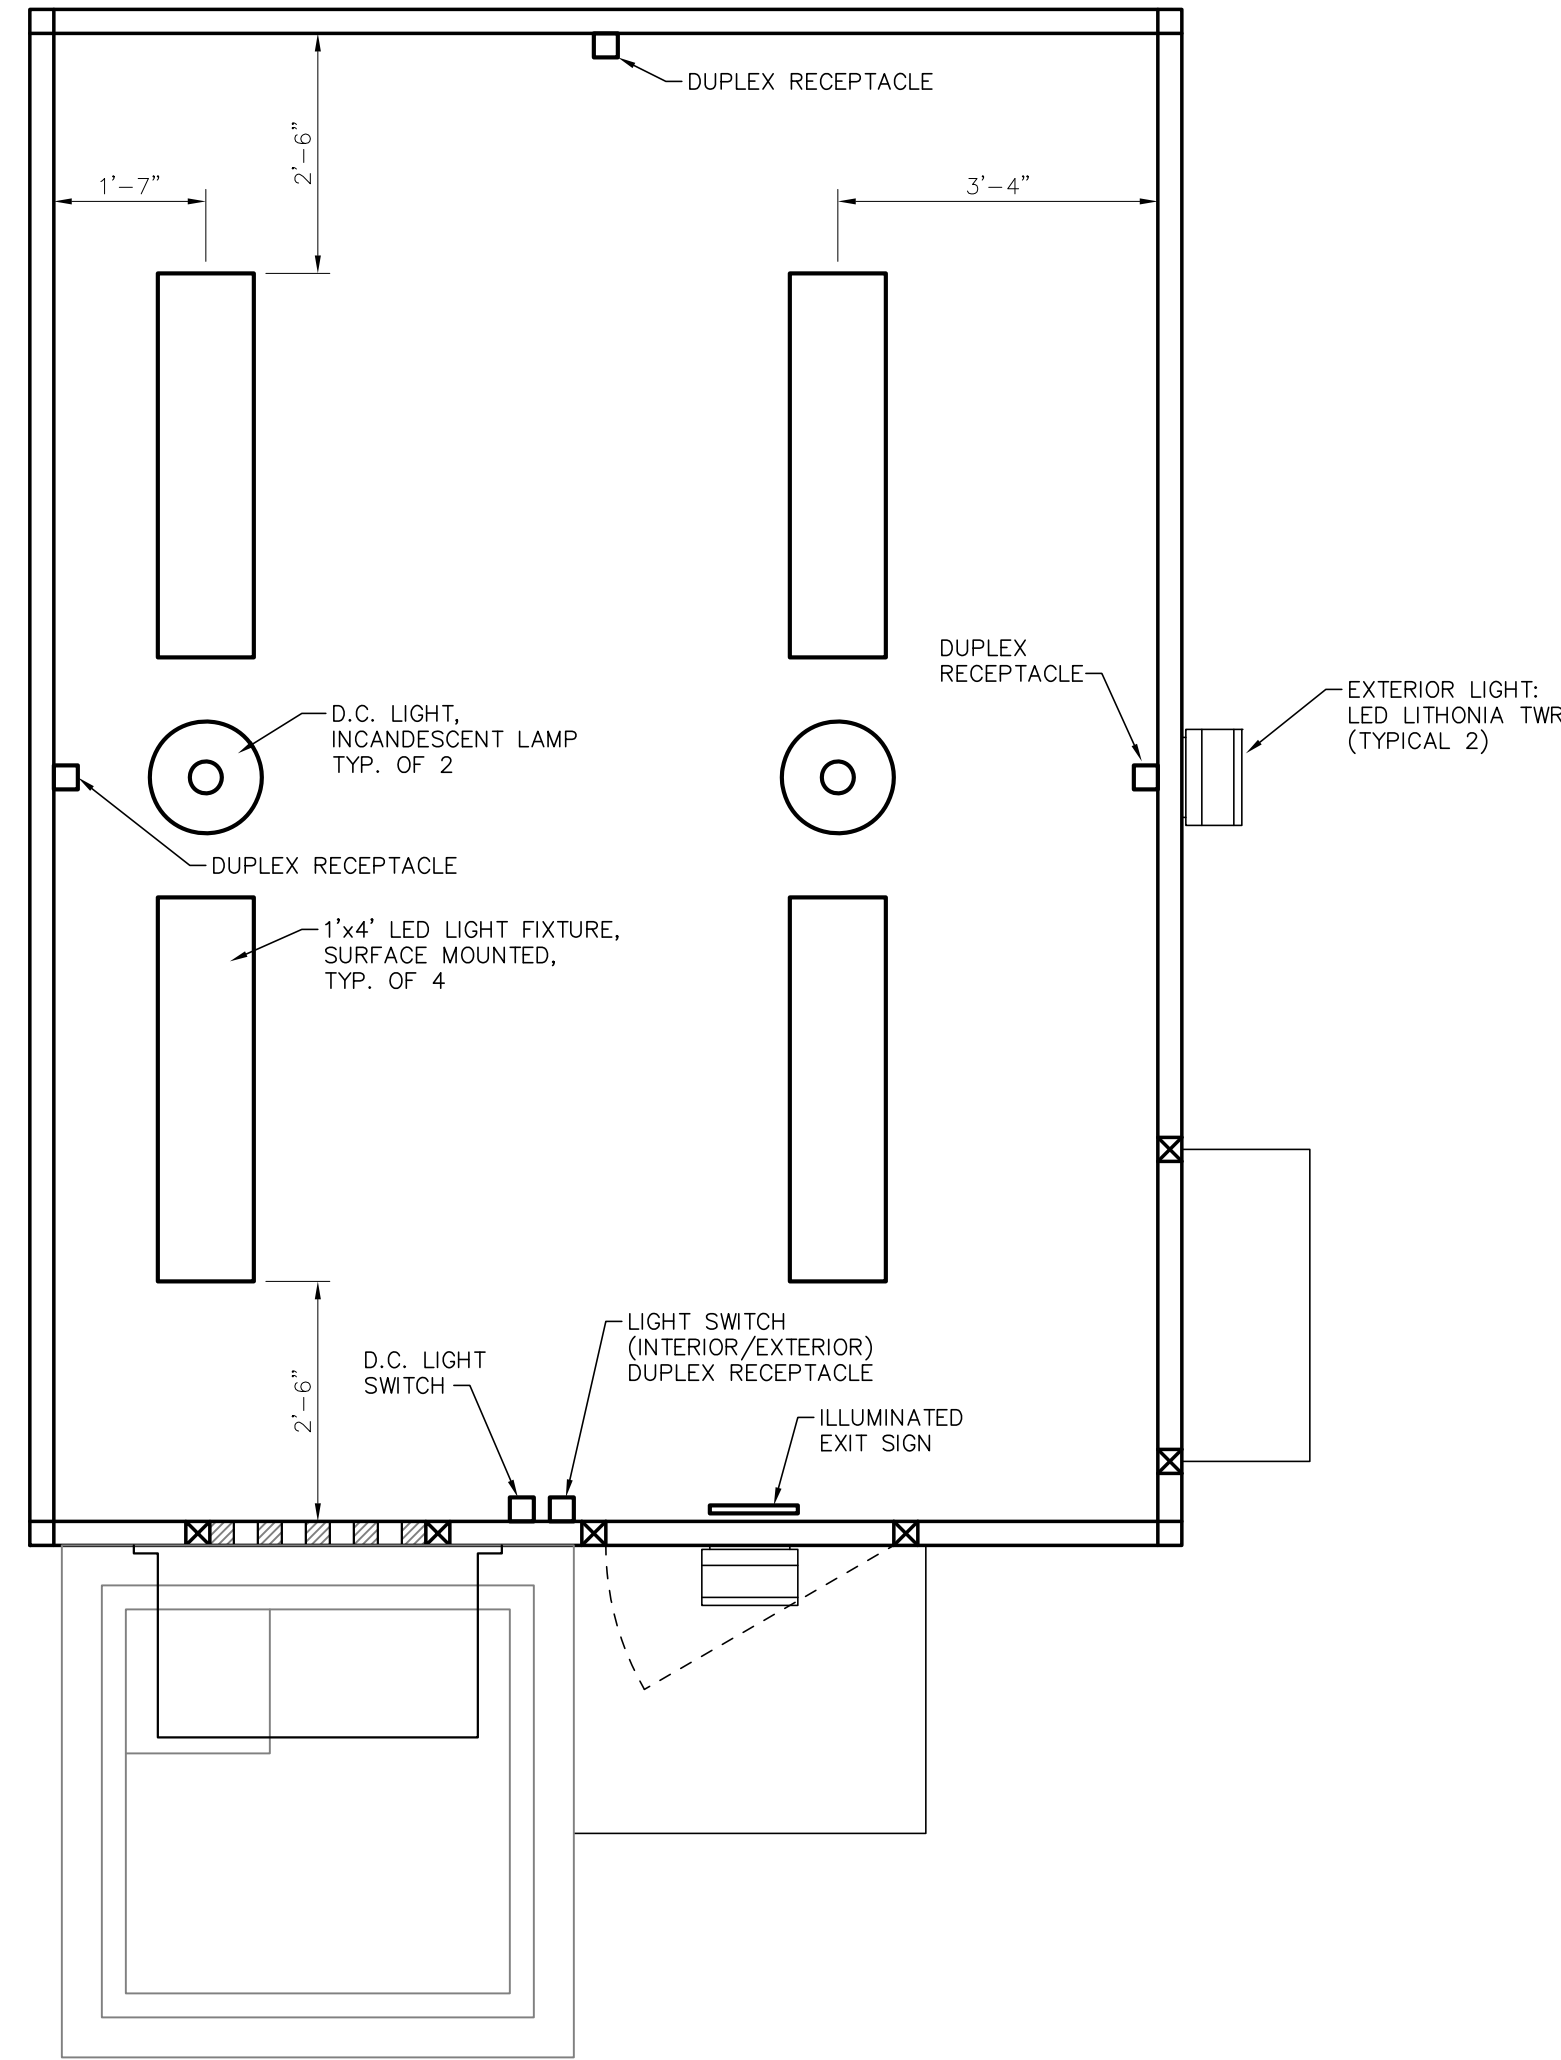 DUPLEX RECEPTACLE
2'-6"
1'-7"
3'-4"
DUPLEX
RECEPTACLE
EXTERIOR LIGHT:
LED LITHONIA TWR
(TYPICAL 2)
D.C. LIGHT,
INCANDESCENT LAMP
TYP. OF 2
DUPLEX RECEPTACLE
1'x4' LED LIGHT FIXTURE,
SURFACE MOUNTED,
TYP. OF 4
LIGHT SWITCH
(INTERIOR/EXTERIOR)
DUPLEX RECEPTACLE
D.C. LIGHT
SWITCH
2'-6"
ILLUMINATED
EXIT SIGN